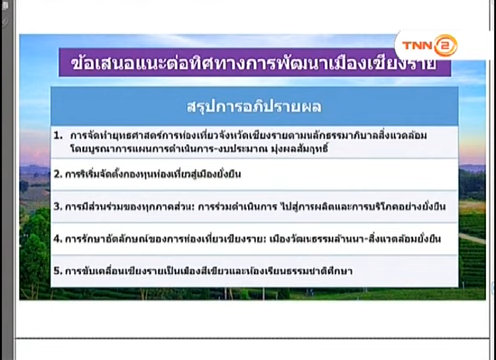 TNN 2
ข้อเสนอแนะต่อทิศทางการพัฒนาเมืองเชียงราย
สรุปการอภิปรายผล
1. การจัดทำยุทธศาสตร์การท่องเที่ยวจังหวัดเชียงรายตามหลักธรรมาภิบาลสิ่งแวดล้อม
โดยบูรณาการแผนการดำเนินการ-งบประมาณ มุ่งผลสัมฤทธิ์
2. การริเริ่มจัดตั้งกองทุนท่องเที่ยวสู่เมืองยั่งยืน
3. การมีส่วนร่วมของทุกภาคส่วน: การร่วมดำเนินการ ไปสู่การผลิตและการบริโภคอย่างยั่งยืน
4. การรักษาอัตลักษณ์ของการท่องเที่ยวเชียงราย: เมืองวัฒนธรรมล้านนา-สิ่งแวดล้อมยั่งยืน
5. การขับเคลื่อนเชียงรายเป็นเมืองสีเขียวและห้องเรียนธรรมชาติศึกษา